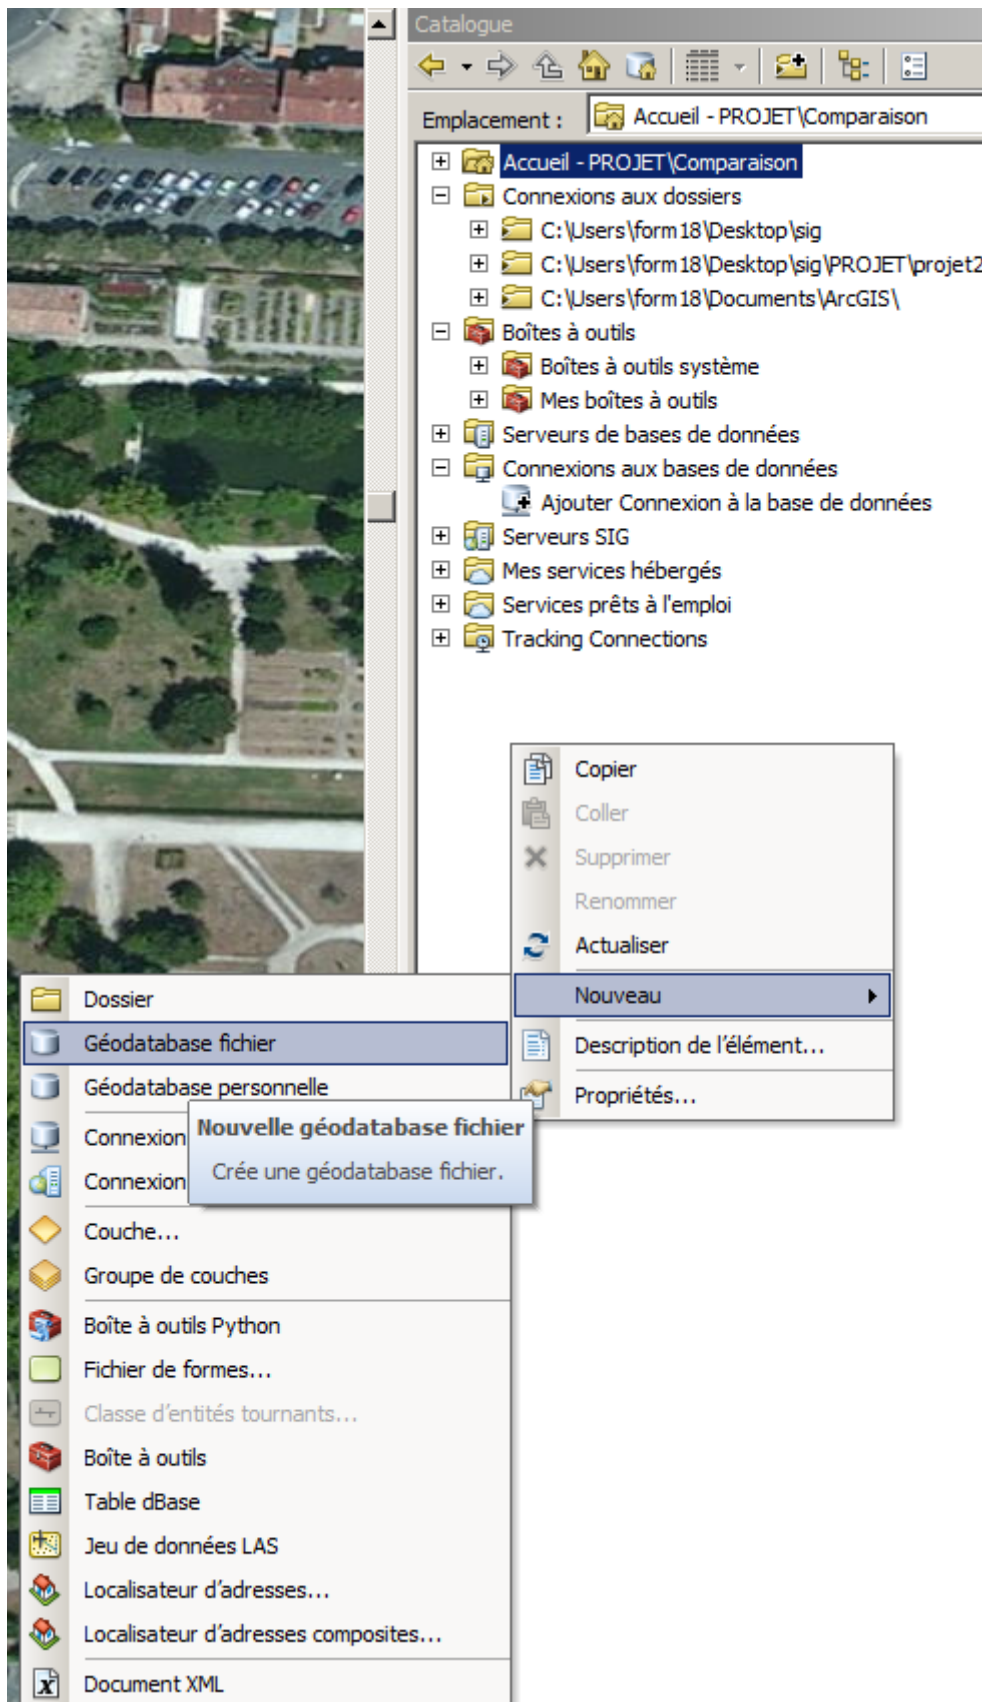 Catalogue
Emplacement : Accueil - PROJET\Comparaison
Accueil - PROJET\Comparaison
Connexions aux dossiers
C:\Users\form18\Desktop\sig
C:\Users\form18\Desktop\sig\PROJET\projet2
C:\Users\form18\Documents\ArcGIS\
Boîtes à outils
Boîtes à outils système
Mes boîtes à outils
Serveurs de bases de données
Connexions aux bases de données
Ajouter Connexion à la base de données
Serveurs SIG
Mes services hébergés
Services prêts à l'emploi
Tracking Connections
Copier
Coller
Supprimer
Renommer
Actualiser
Nouveau
Description de l’élément...
Propriétés...
Dossier
Géodatabase fichier
Géodatabase personnelle
Connexion
Connexion
Nouvelle géodatabase fichier
Crée une géodatabase fichier.
Couche...
Groupe de couches
Boîte à outils Python
Fichier de formes...
Classe d’entités tournants...
Boîte à outils
Table dBase
Jeu de données LAS
Localisateur d’adresses...
Localisateur d’adresses composites...
Document XML